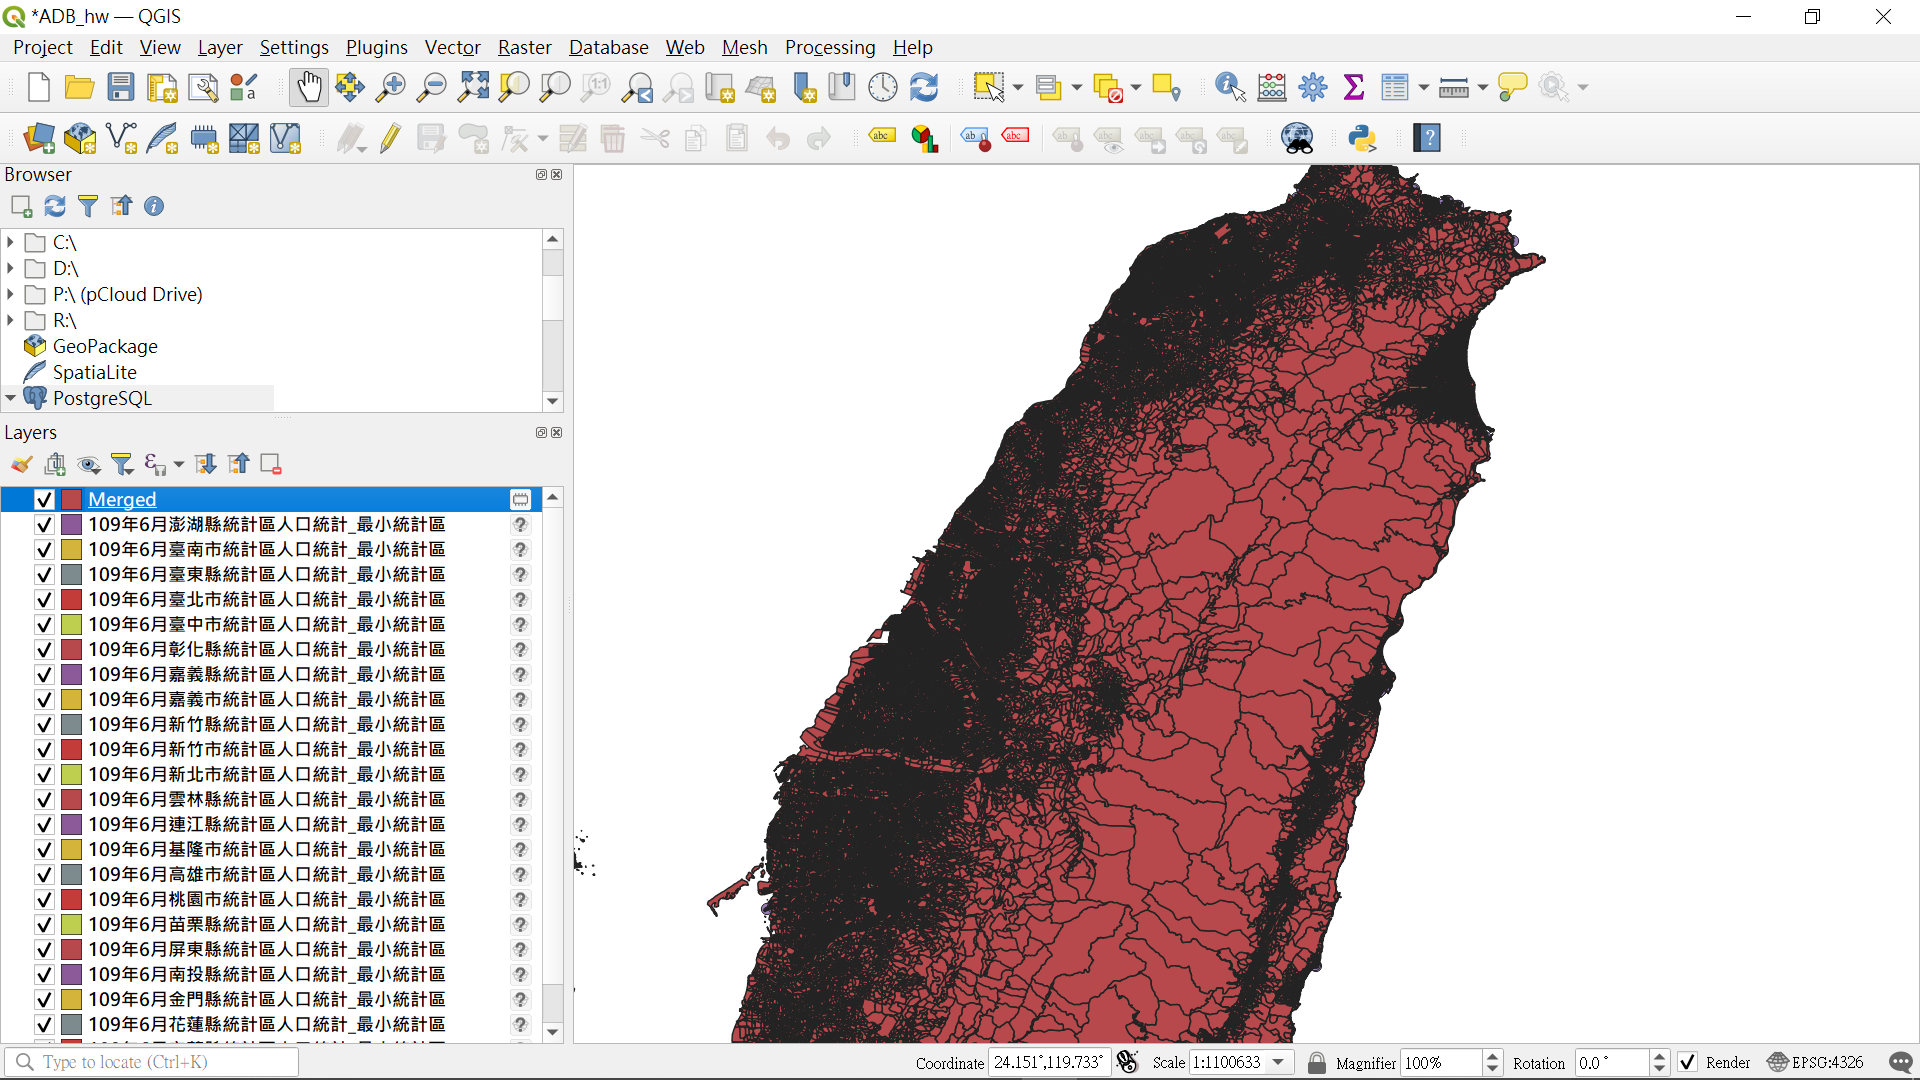 *ADB_hw — QGIS
Project Edit View Layer Settings Plugins Vector Raster Database Web Mesh Processing Help
Browser
C:\
D:\
P:\ (pCloud Drive)
R:\
GeoPackage
SpatiaLite
PostgreSQL
Layers
Merged
109年6月澎湖縣統計區人口統計_最小統計區
109年6月臺南市統計區人口統計_最小統計區
109年6月臺東縣統計區人口統計_最小統計區
109年6月臺北市統計區人口統計_最小統計區
109年6月臺中市統計區人口統計_最小統計區
109年6月彰化縣統計區人口統計_最小統計區
109年6月嘉義縣統計區人口統計_最小統計區
109年6月嘉義市統計區人口統計_最小統計區
109年6月新竹縣統計區人口統計_最小統計區
109年6月新竹市統計區人口統計_最小統計區
109年6月新北市統計區人口統計_最小統計區
109年6月雲林縣統計區人口統計_最小統計區
109年6月連江縣統計區人口統計_最小統計區
109年6月基隆市統計區人口統計_最小統計區
109年6月高雄市統計區人口統計_最小統計區
109年6月桃園市統計區人口統計_最小統計區
109年6月苗栗縣統計區人口統計_最小統計區
109年6月屏東縣統計區人口統計_最小統計區
109年6月南投縣統計區人口統計_最小統計區
109年6月金門縣統計區人口統計_最小統計區
109年6月花蓮縣統計區人口統計_最小統計區
Type to locate (Ctrl+K) Coordinate 24.151°,119.733° Scale 1:1100633 Magnifier 100% Rotation 0.0 ° Render EPSG:4326